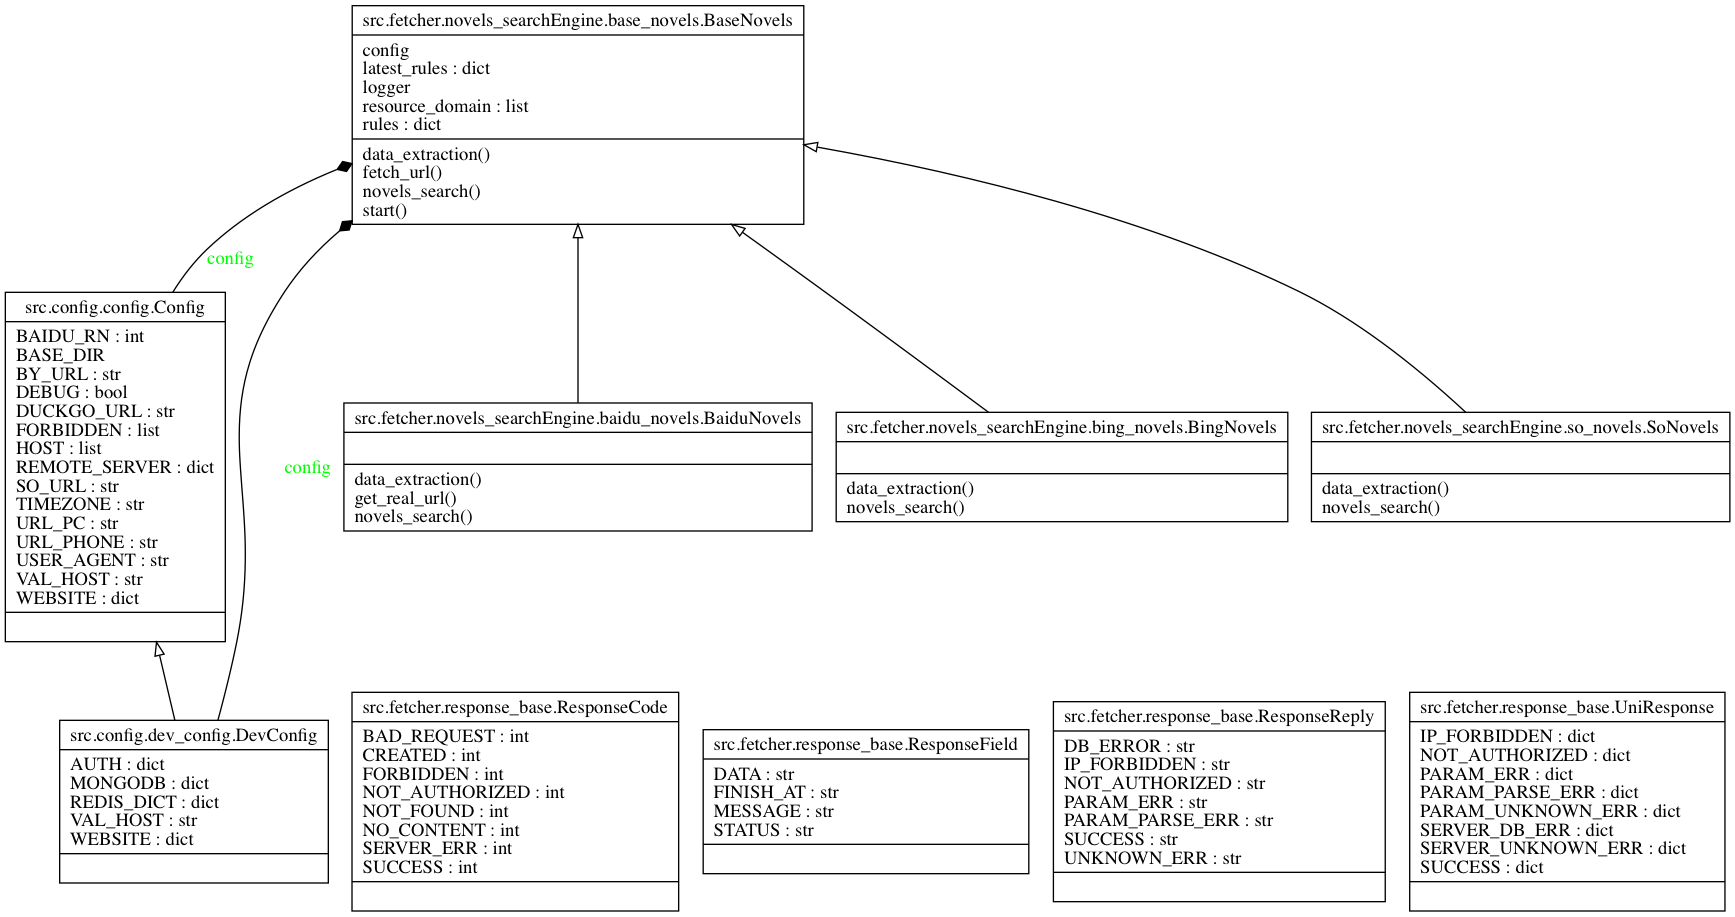 src.fetcher.novels_searchEngine.base_novels.BaseNovels
config
latest_rules : dict
logger
resource_domain : list
rules : dict
data_extraction()
fetch_url()
novels_search()
start()
config
src.config.config.Config
BAIDU_RN : int
BASE_DIR
BY_URL : str
DEBUG : bool
DUCKGO_URL : str
FORBIDDEN : list
HOST : list
REMOTE_SERVER : dict
SO_URL : str
TIMEZONE : str
URL_PC : str
URL_PHONE : str
USER_AGENT : str
VAL_HOST : str
WEBSITE : dict
config
src.fetcher.novels_searchEngine.baidu_novels.BaiduNovels
data_extraction()
get_real_url()
novels_search()
src.fetcher.novels_searchEngine.bing_novels.BingNovels
data_extraction()
novels_search()
src.fetcher.novels_searchEngine.so_novels.SoNovels
data_extraction()
novels_search()
src.config.dev_config.DevConfig
AUTH : dict
MONGODB : dict
REDIS_DICT : dict
VAL_HOST : str
WEBSITE : dict
src.fetcher.response_base.ResponseCode
BAD_REQUEST : int
CREATED : int
FORBIDDEN : int
NOT_AUTHORIZED : int
NOT_FOUND : int
NO_CONTENT : int
SERVER_ERR : int
SUCCESS : int
src.fetcher.response_base.ResponseField
DATA : str
FINISH_AT : str
MESSAGE : str
STATUS : str
src.fetcher.response_base.ResponseReply
DB_ERROR : str
IP_FORBIDDEN : str
NOT_AUTHORIZED : str
PARAM_ERR : str
PARAM_PARSE_ERR : str
SUCCESS : str
UNKNOWN_ERR : str
src.fetcher.response_base.UniResponse
IP_FORBIDDEN : dict
NOT_AUTHORIZED : dict
PARAM_ERR : dict
PARAM_PARSE_ERR : dict
PARAM_UNKNOWN_ERR : dict
SERVER_DB_ERR : dict
SERVER_UNKNOWN_ERR : dict
SUCCESS : dict